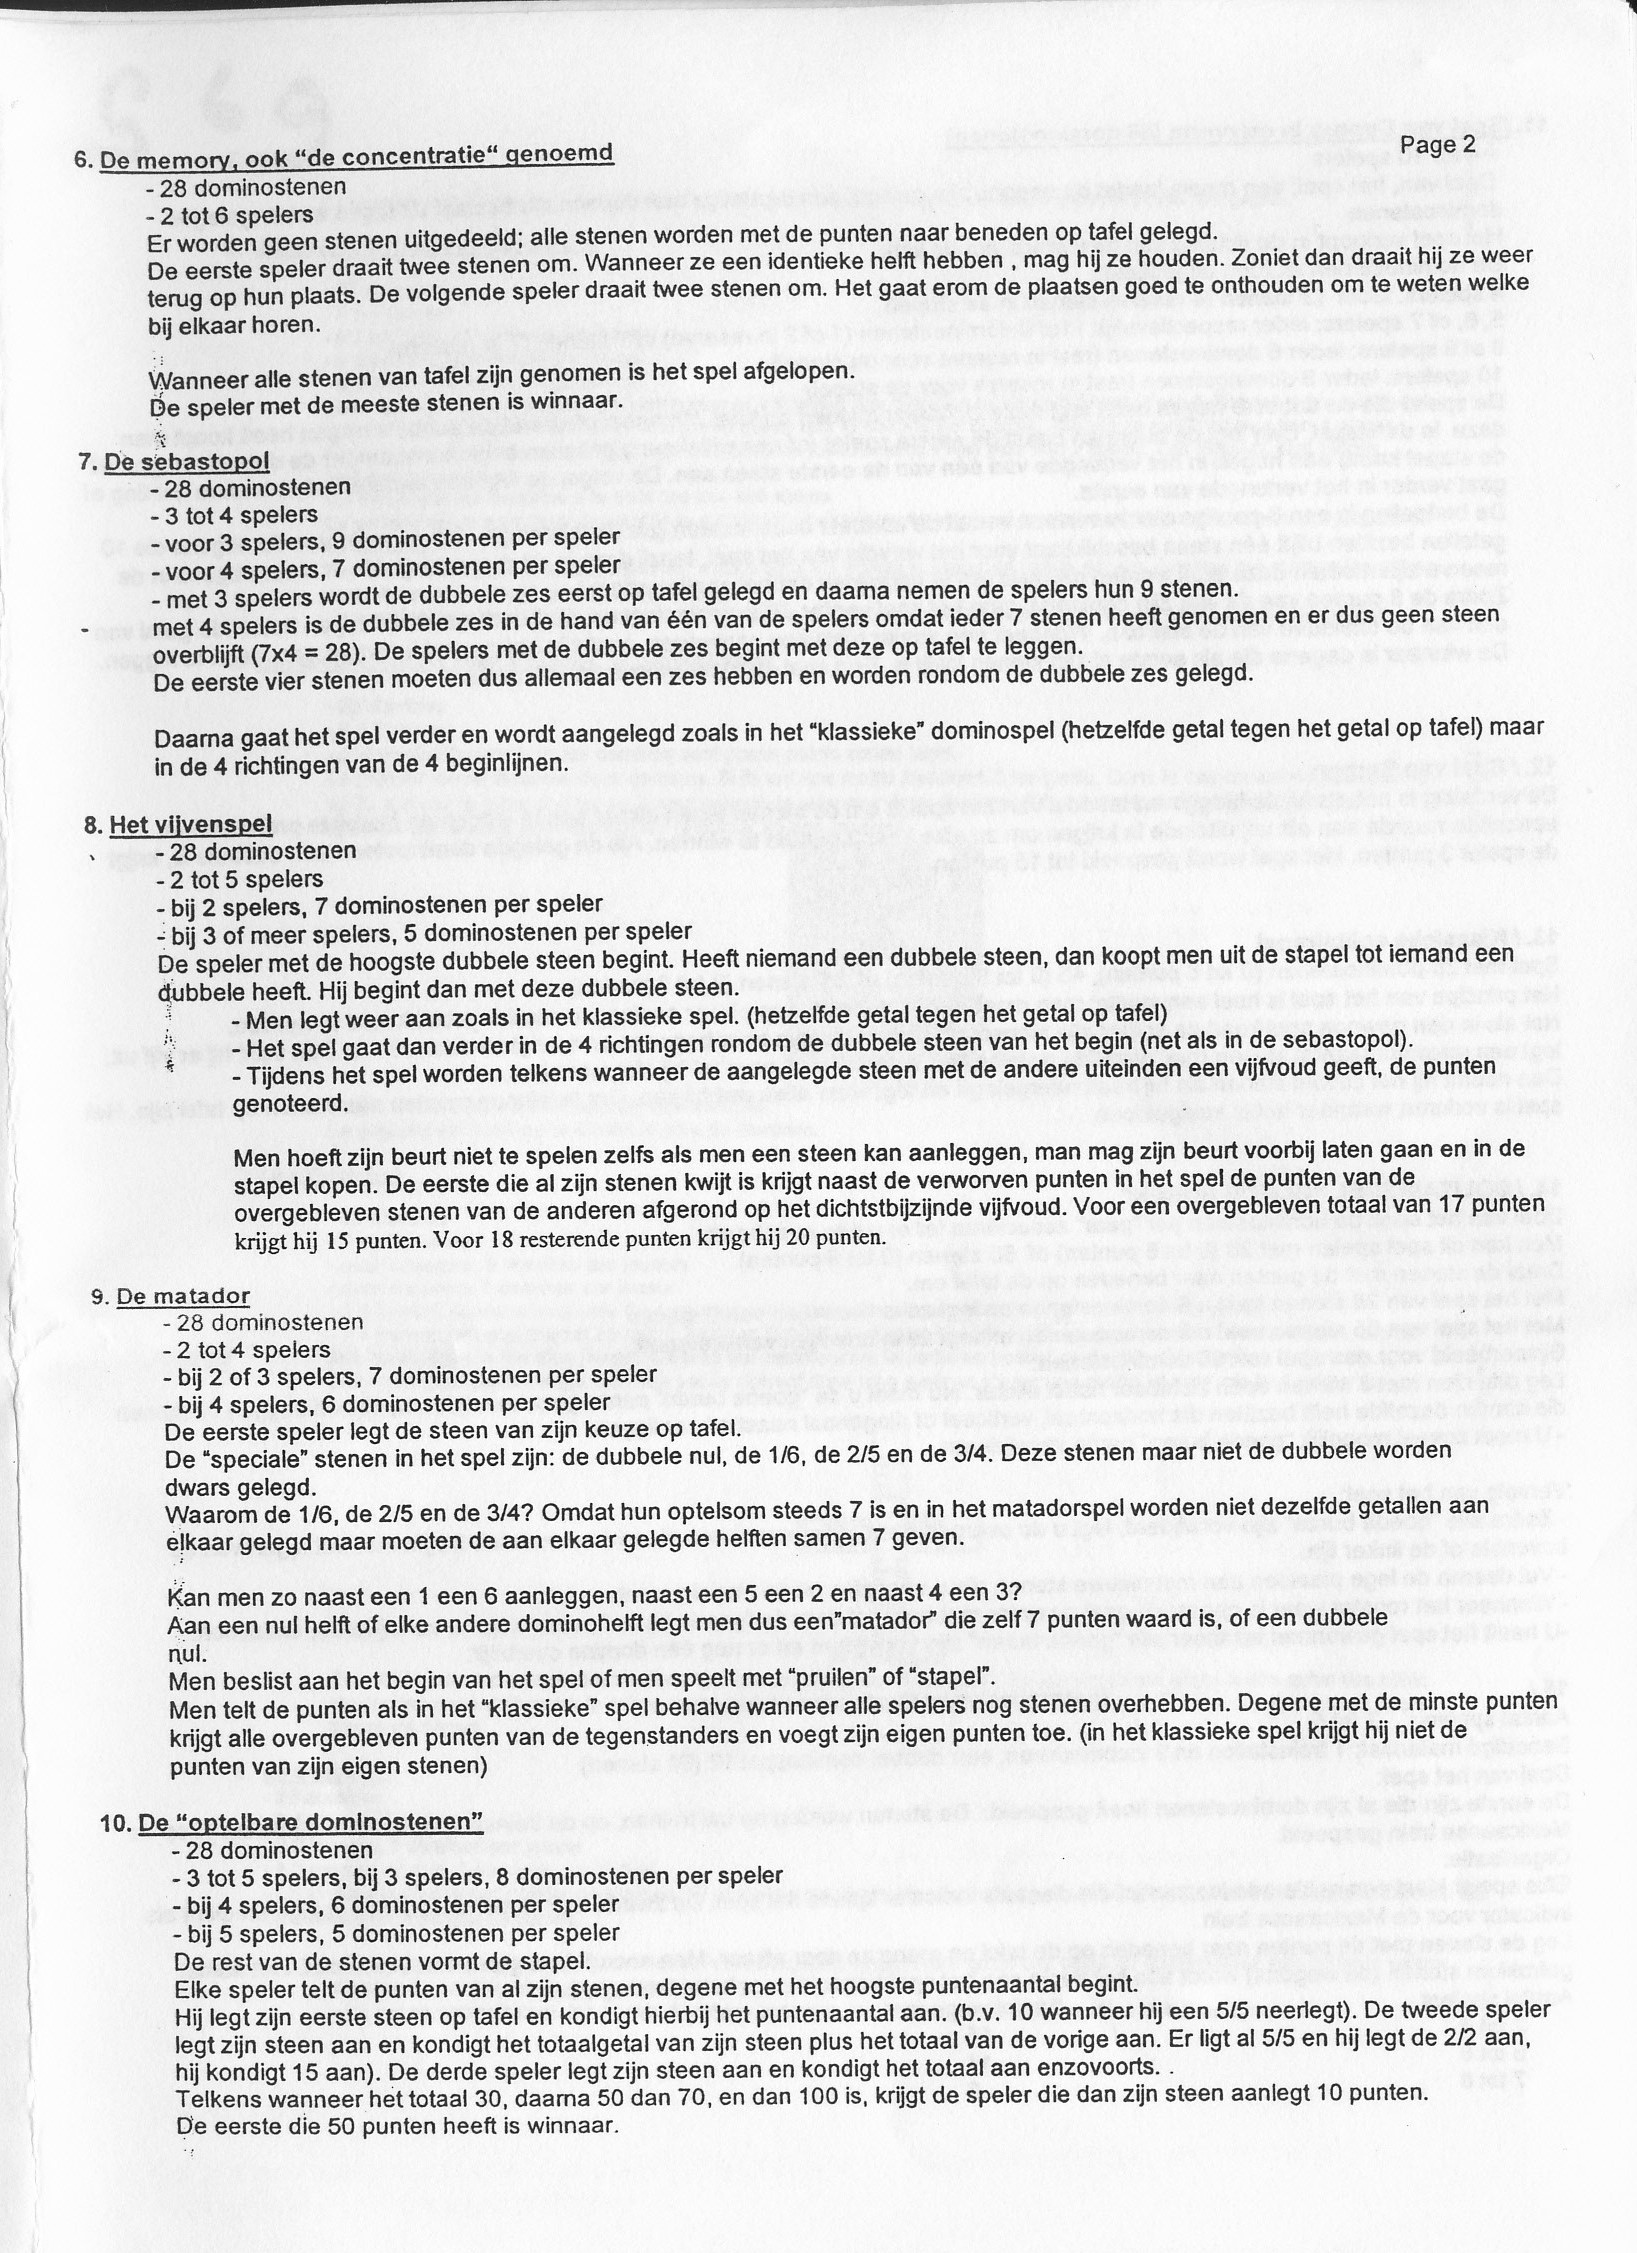 Page 2
6. De memory, ook “de concentratie“ genoemd
- 28 dominostenen
- 2 tot 6 spelers
Er worden geen stenen uitgedeeld; alle stenen worden met de punten naar beneden op tafel gelegd.
De eerste speler draait twee stenen om. Wanneer ze een identieke helft hebben , mag hij ze houden. Zoniet dan draait hij ze weer
terug op hun plaats. De volgende speler draait twee stenen om. Het gaat erom de plaatsen goed te onthouden om te weten welke
bij elkaar horen.
Wanneer alle stenen van tafel zijn genomen is het spel afgelopen.
De speler met de meeste stenen is winnaar.
7. De sebastopol
- 28 dominostenen
- 3 tot 4 spelers
- voor 3 spelers, 9 dominostenen per speler
- voor 4 spelers, 7 dominostenen per speler
- met 3 spelers wordt de dubbele zes eerst op tafel gelegd en daarna nemen de spelers hun 9 stenen.
- met 4 spelers is de dubbele zes in de hand van één van de spelers omdat ieder 7 stenen heeft genomen en er dus geen steen
overblijft (7x4 = 28). De spelers met de dubbele zes begint met deze op tafel te leggen.
De eerste vier stenen moeten dus allemaal een zes hebben en worden rondom de dubbele zes gelegd.
Daarna gaat het spel verder en wordt aangelegd zoals in het “klassieke” dominospel (hetzelfde getal tegen het getal op tafel) maar
in de 4 richtingen van de 4 beginlijnen.
8. Het vijvenspel
- 28 dominostenen
- 2 tot 5 spelers
- bij 2 spelers, 7 dominostenen per speler
- bij 3 of meer spelers, 5 dominostenen per speler
De speler met de hoogste dubbele steen begint. Heeft niemand een dubbele steen, dan koopt men uit de stapel tot iemand een
dubbele heeft. Hij begint dan met deze dubbele steen.
- Men legt weer aan zoals in het klassieke spel. (hetzelfde getal tegen het getal op tafel)
- Het spel gaat dan verder in de 4 richtingen rondom de dubbele steen van het begin (net als in de sebastopol).
- Tijdens het spel worden telkens wanneer de aangelegde steen met de andere uiteinden een vijfvoud geeft, de punten
genoteerd.
Men hoeft zijn beurt niet te spelen zelfs als men een steen kan aanleggen, man mag zijn beurt voorbij laten gaan en in de
stapel kopen. De eerste die al zijn stenen kwijt is krijgt naast de verworven punten in het spel de punten van de
overgebleven stenen van de anderen afgerond op het dichtstbijzijnde vijfvoud. Voor een overgebleven totaal van 17 punten
krijgt hij 15 punten. Voor 18 resterende punten krijgt hij 20 punten.
9. De matador
- 28 dominostenen
- 2 tot 4 spelers
- bij 2 of 3 spelers, 7 dominostenen per speler
- bij 4 spelers, 6 dominostenen per speler
De eerste speler legt de steen van zijn keuze op tafel.
De “speciale” stenen in het spel zijn: de dubbele nul, de 1/6, de 2/5 en de 3/4. Deze stenen maar niet de dubbele worden
dwars gelegd.
Waarom de 1/6, de 2/5 en de 3/4? Omdat hun optelsom steeds 7 is en in het matadorspel worden niet dezelfde getallen aan
elkaar gelegd maar moeten de aan elkaar gelegde helften samen 7 geven.
Kan men zo naast een 1 een 6 aanleggen, naast een 5 een 2 en naast 4 een 3?
Aan een nul helft of elke andere dominohelft legt men dus een”matador” die zelf 7 punten waard is, of een dubbele
nul.
Men beslist aan het begin van het spel of men speelt met “pruilen” of “stapel”.
Men telt de punten als in het “klassieke” spel behalve wanneer alle spelers nog stenen overhebben. Degene met de minste punten
krijgt alle overgebleven punten van de tegenstanders en voegt zijn eigen punten toe. (in het klassieke spel krijgt hij niet de
punten van zijn eigen stenen)
10. De “optelbare dominostenen”
- 28 dominostenen
- 3 tot 5 spelers, bij 3 spelers, 8 dominostenen per speler
- bij 4 spelers, 6 dominostenen per speler
- bij 5 spelers, 5 dominostenen per speler
De rest van de stenen vormt de stapel.
Elke speler telt de punten van al zijn stenen, degene met het hoogste puntenaantal begint.
Hij legt zijn eerste steen op tafel en kondigt hierbij het puntenaantal aan. (b.v. 10 wanneer hij een 5/5 neerlegt). De tweede speler
legt zijn steen aan en kondigt het totaalgetal van zijn steen plus het totaal van de vorige aan. Er ligt al 5/5 en hij legt de 2/2 aan,
hij kondigt 15 aan). De derde speler legt zijn steen aan en kondigt het totaal aan enzovoorts. .
Telkens wanneer het totaal 30, daarna 50 dan 70, en dan 100 is, krijgt de speler die dan zijn steen aanlegt 10 punten.
De eerste die 50 punten heeft is winnaar.